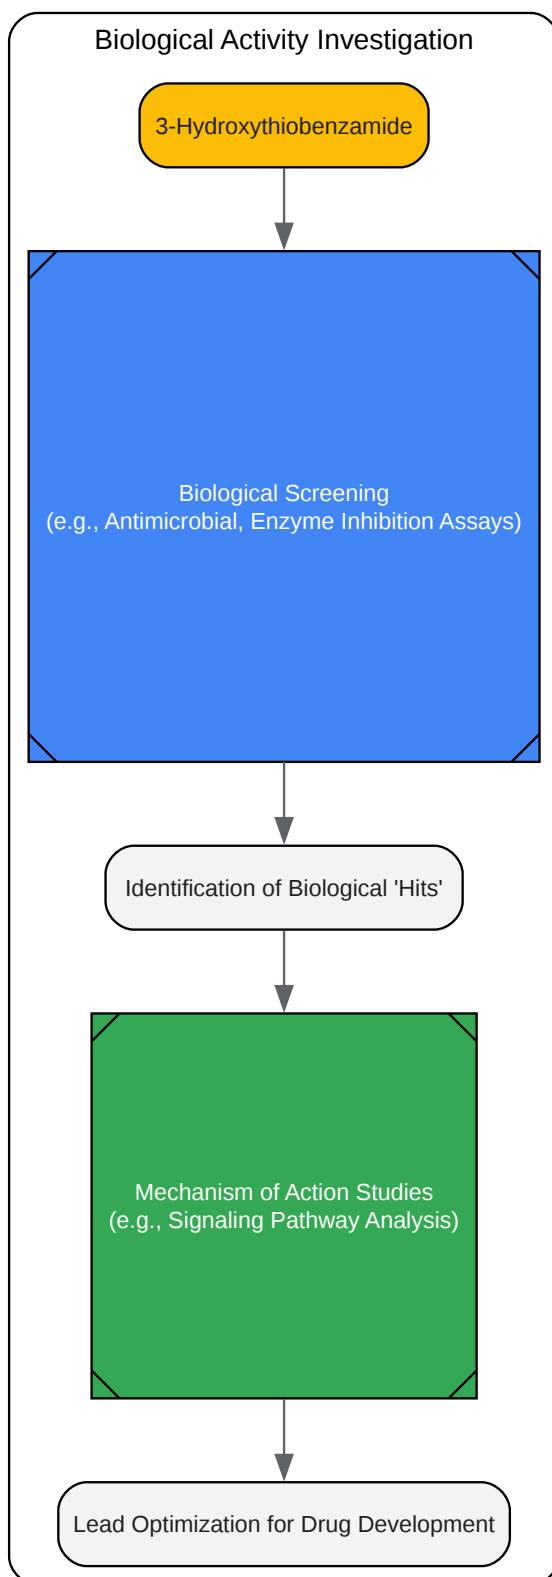 Biological Activity Investigation
3-Hydroxythiobenzamide
Biological Screening
(e.g., Antimicrobial, Enzyme Inhibition Assays)
Identification of Biological 'Hits'
Mechanism of Action Studies
(e.g., Signaling Pathway Analysis)
Lead Optimization for Drug Development